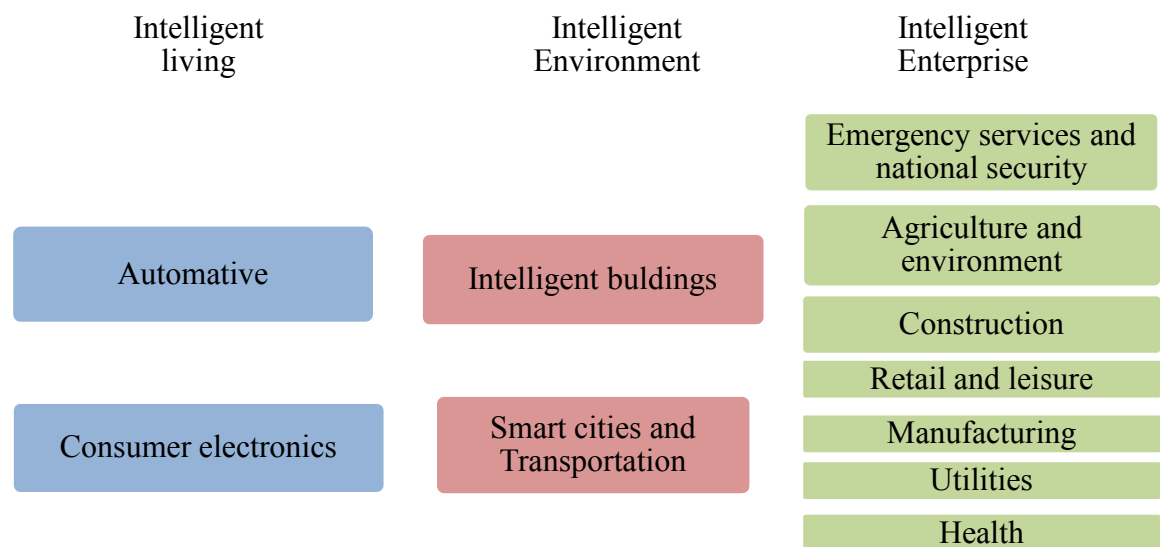 Intelligent
living
Intelligent
Environment
Intelligent
Enterprise
Automative
Consumer electronics
Intelligent buldings
Smart cities and
Transportation
Emergency services and
national security
Agriculture and
environment
Construction
Retail and leisure
Manufacturing
Utilities
Health